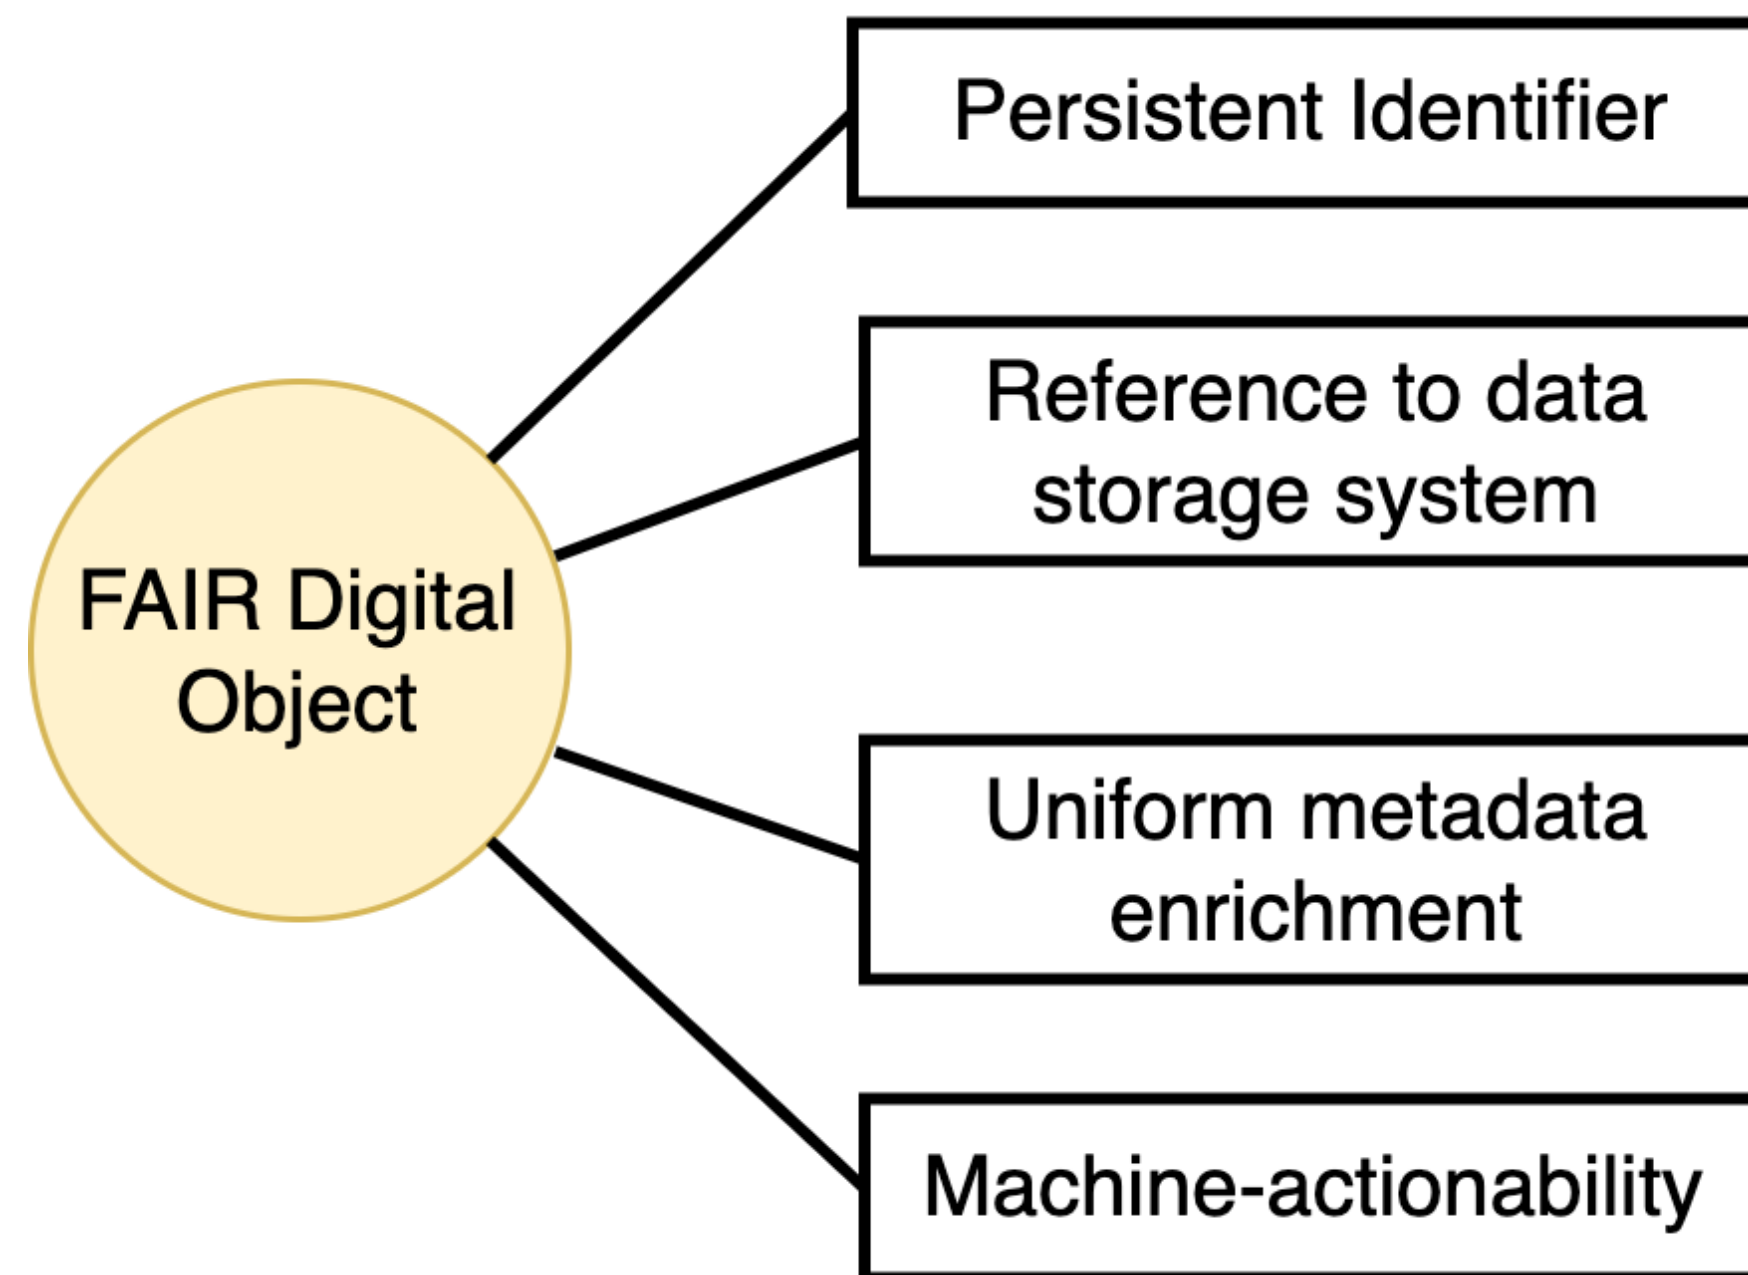 Persistent Identifier
Reference to data
storage system
FAIR Digital
Object
Uniform metadata
enrichment
Machine-actionability